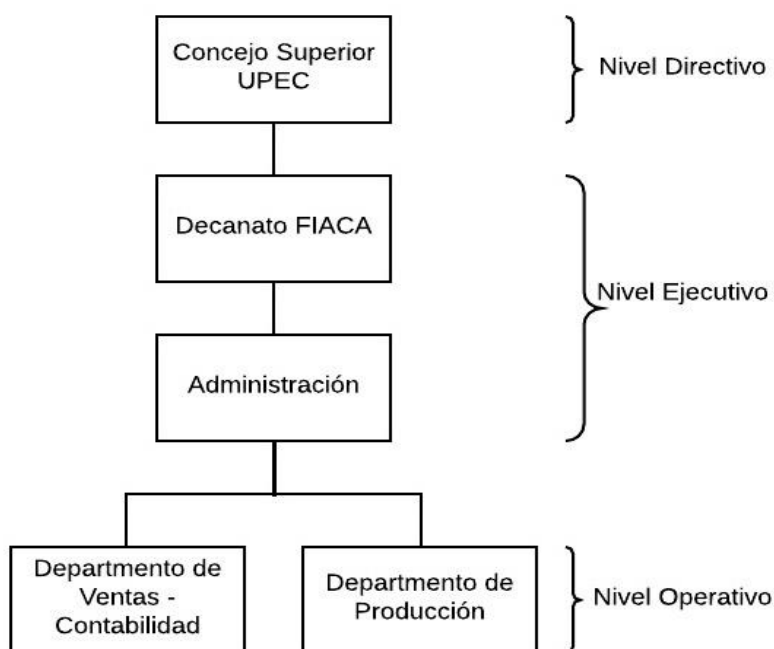 Concejo Superior
UPEC
Nivel Directivo
Decanato FIACA
Nivel Ejecutivo
Administración
Departmento de
Ventas -
Contabilidad
Departmento de
Producción
Nivel Operativo